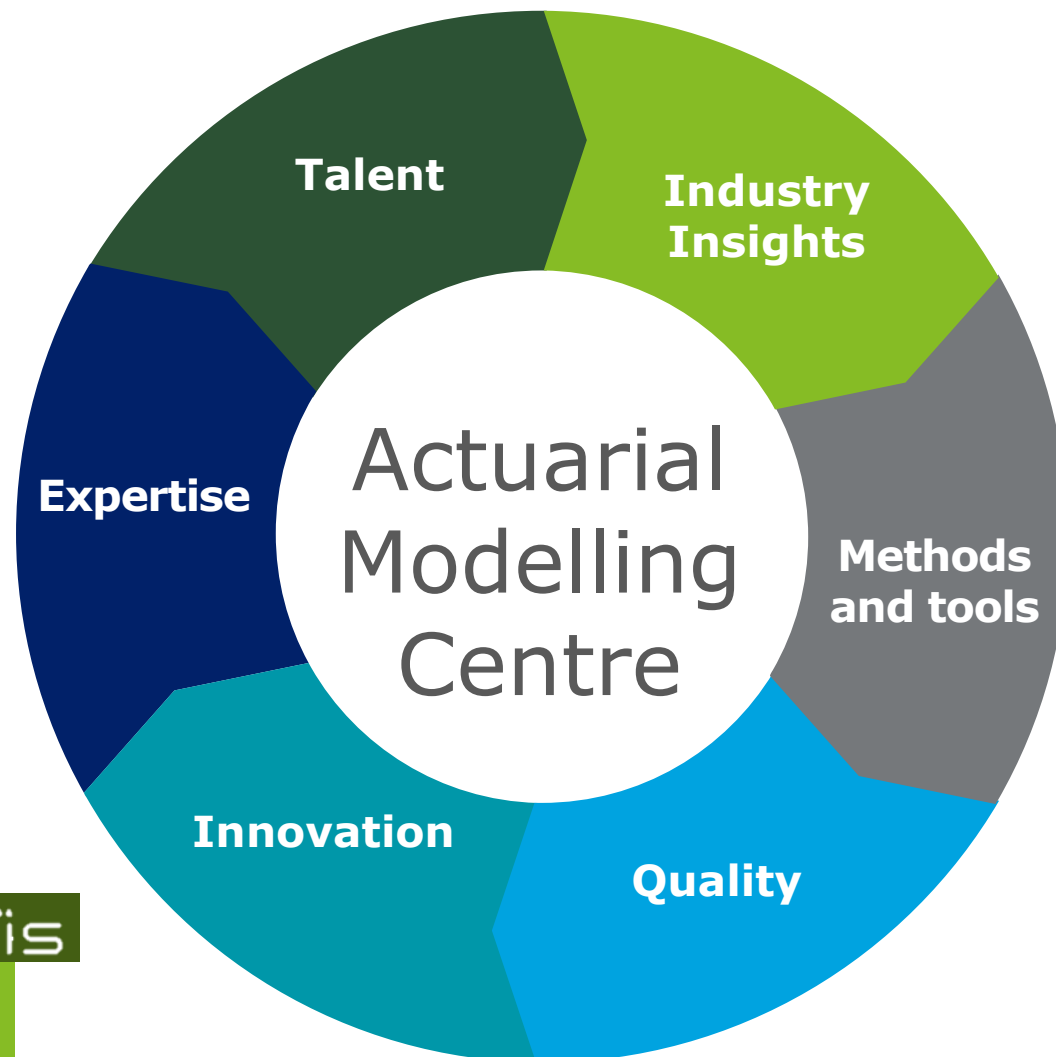 Talent
Industry
Insights
Expertise
Actuarial
Modelling
Centre
Methods
and tools
Innovation
Quality